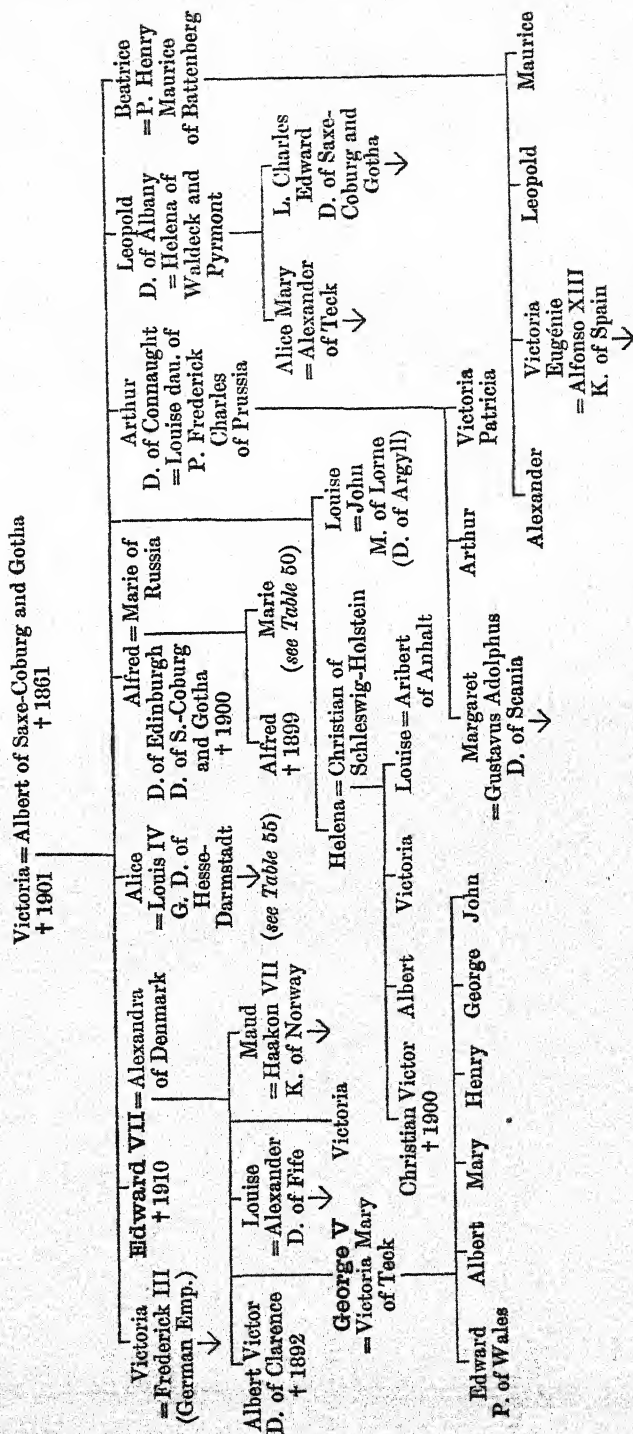 Victoria = Albert of Saxe-Coburg and Gotha
† 1901 † 1861
Victoria
= Frederick III
(German Emp.)
Edward VII = Alexandra
† 1910 of Denmark
Alice
= Louis IV
G. D. of
Hesse-
Darmstadt
(see Table 55)
Alfred = Marie of
D. of Edinburgh Russia
D. of S.-Coburg
and Gotha
† 1900
Arthur
D. of Connaught
= Louise dau. of
P. Frederick
Charles
of Prussia
Leopold
D. of Albany
= Helena of
Waldeck and
Pyrmont
Beatrice
= P. Henry
Maurice
of Battenberg
Albert Victor
D. of Clarence
† 1892
Louise
= Alexander
D. of Fife
Maud
= Haakon VII
K. of Norway
Alfred
† 1899
Marie
(see Table 50)
Alice Mary
= Alexander
of Teck
L. Charles
Edward
D. of Saxe-
Coburg and
Gotha
George V
= Victoria Mary
of Teck
Victoria
Helena = Christian of
Schleswig-Holstein
Louise
= John
M. of Lorne
(D. of Argyll)
Christian Victor
† 1900
Albert
Victoria
Louise = Aribert
of Anhalt
Margaret
= Gustavus Adolphus
D. of Scania
Arthur
Victoria
Patricia
Edward
P. of Wales
Albert
Mary
Henry
George
John
Alexander
Victoria
Eugénie
= Alfonso XIII
K. of Spain
Leopold
Maurice